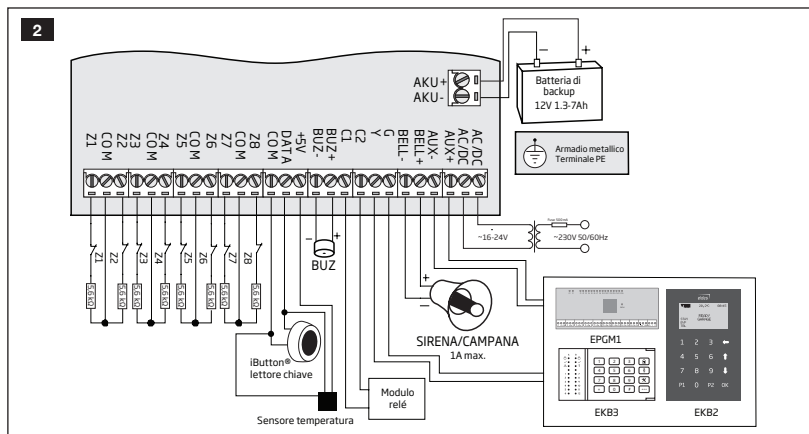 2
AKU+
AKU-
–
+
Batteria di
backup
12V 1.3-7Ah
Armadio metallico
Terminale PE
Z1
COM
Z2
Z3
COM
Z4
Z5
COM
Z6
Z7
COM
Z8
COM
DATA
+5V
BUZ-
BUZ+
C1
C2
Y
G
BELL-
BELL+
AUX-
AUX+
AC/DC
AC/DC
Z1
Z2
Z3
Z4
Z5
Z6
Z7
Z8
5,6 kΩ
5,6 kΩ
5,6 kΩ
5,6 kΩ
5,6 kΩ
5,6 kΩ
5,6 kΩ
5,6 kΩ
–
+
BUZ
~16-24V
~230V 50/60Hz
+
–
SIRENA/CAMPANA
1A max.
iButton®
lettore chiave
Sensore temperatura
Modulo
relé
EPGM1
EKB3
1 2 3
4 5 6
7 8 9
P1 0 P2 OK
EKB2